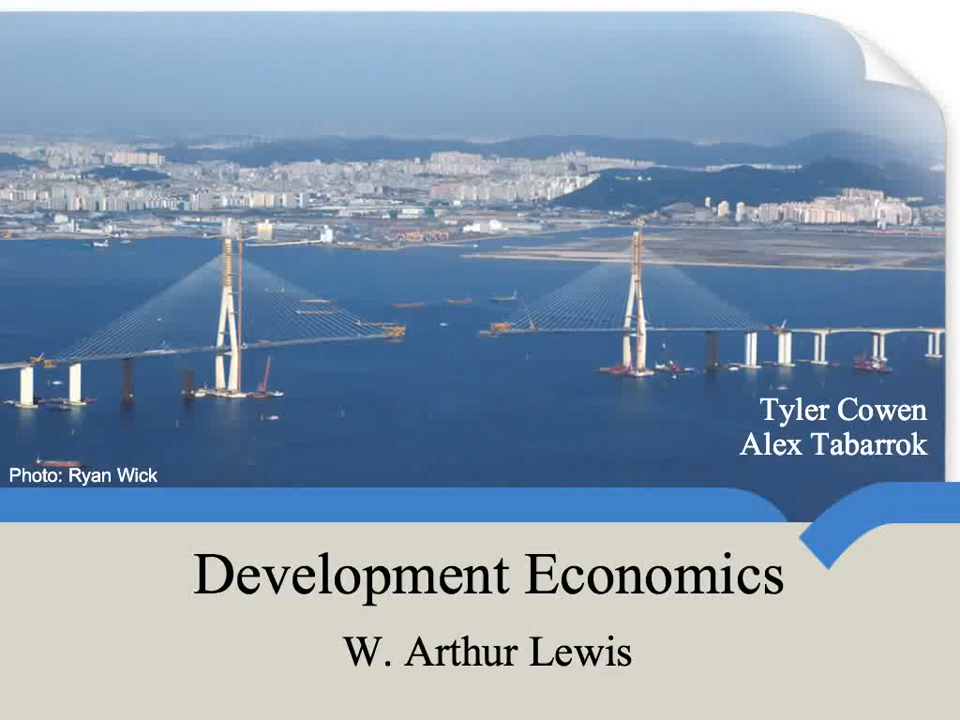 Tyler Cowen
Alex Tabarrok
Photo: Ryan Wick
Development Economics
W. Arthur Lewis